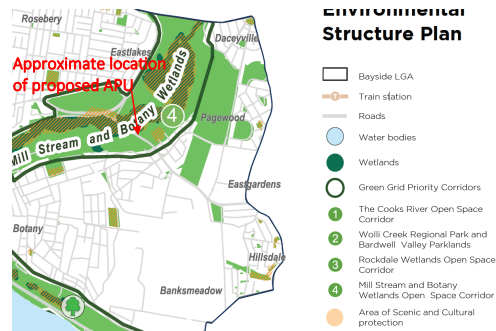 Environmental
Structure Plan
Rosebery
Daceyville
Eastlakes
Approximate location
of proposed APU
Mill Stream and Botany Wetlands
4
Pagewood
Eastgardens
Botany
Hillsdale
Banksmeadow
Bayside LGA
T
Train station
Roads
Water bodies
Wetlands
Green Grid Priority Corridors
1
The Cooks River Open Space
Corridor
2
Wolli Creek Regional Park and
Bardwell Valley Parklands
3
Rockdale Wetlands Open Space
Corridor
4
Mill Stream and Botany
Wetlands Open Space Corridor
Area of Scenic and Cultural
protection